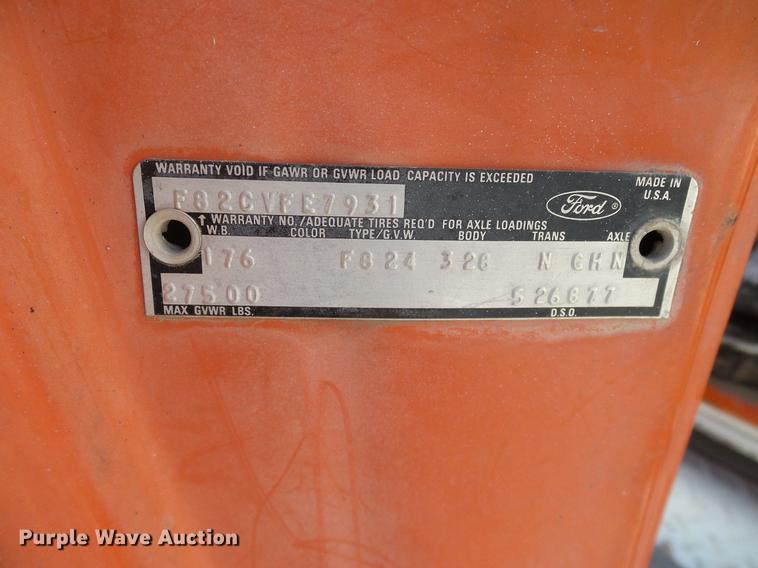 WARRANTY VOID IF GAWR OR GVWR LOAD CAPACITY IS EXCEEDED
F82CVFE7931
Ford®
MADE IN
U.S.A.
↑ WARRANTY NO./ADEQUATE TIRES REQ'D FOR AXLE LOADINGS
W.B. COLOR TYPE/G.V.W. BODY TRANS AXLE
176 F824 328 N GHN
27500 526877
MAX GVWR LBS. D.S.O.
Purple Wave Auction